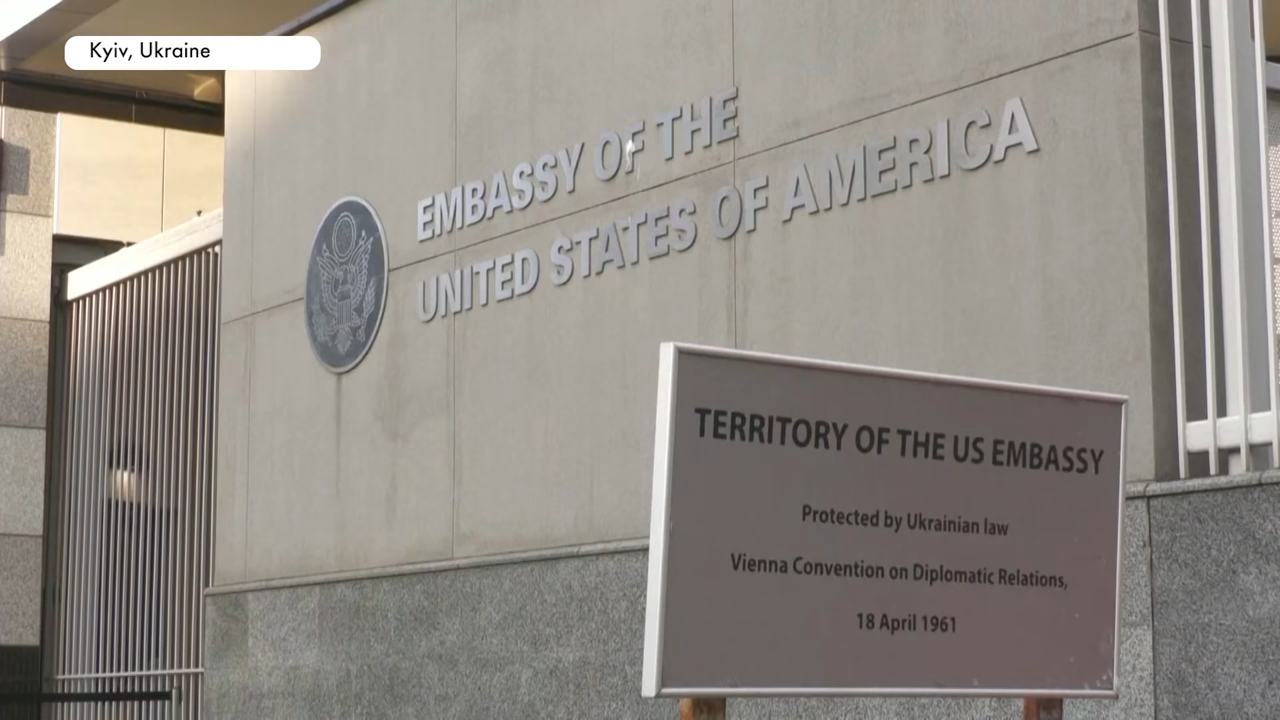 Kyiv, Ukraine
EMBASSY OF THE
UNITED STATES OF AMERICA
TERRITORY OF THE US EMBASSY
Protected by Ukrainian law
Vienna Convention on Diplomatic Relations,
18 April 1961